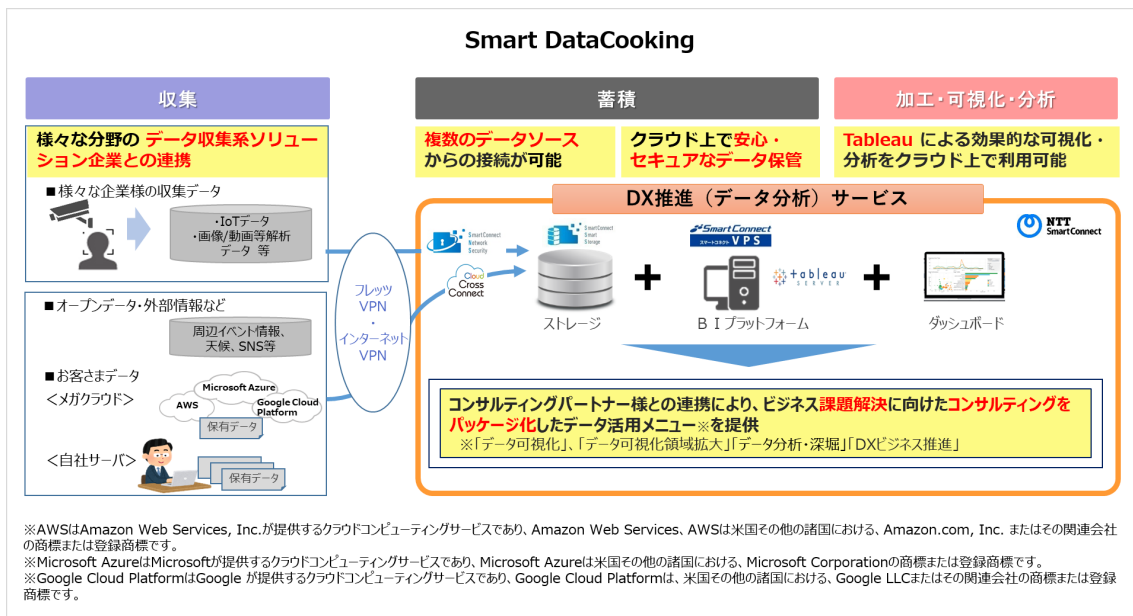 Smart DataCooking
収集
蓄積
加工・可視化・分析
様々な分野の データ収集系ソリュー
ション企業との連携
複数のデータソース
からの接続が可能
クラウド上で安心・
セキュアなデータ保管
Tableau による効果的な可視化・
分析をクラウド上で利用可能
■様々な企業様の収集データ
・IoTデータ
・画像/動画等解析
データ 等
■オープンデータ・外部情報など
周辺イベント情報、
天候、SNS等
■お客さまデータ
＜メガクラウド＞
Microsoft Azure
AWS
Google Cloud
Platform
保有データ
＜自社サーバ＞
保有データ
フレッツ
VPN
・
インターネット
VPN
DX推進（データ分析）サービス
NTT
SmartConnect
SmartConnect
Network
Security
Cloud
Cross
Connect
SmartConnect
Smart
Storage
ストレージ
SmartConnect
スマートコネクト VPS
tableau
SERVER
ＢＩプラットフォーム
ダッシュボード
コンサルティングパートナー様との連携により、ビジネス課題解決に向けたコンサルティングを
パッケージ化したデータ活用メニュー※を提供
※「データ可視化」、「データ可視化領域拡大」「データ分析・深堀」「DXビジネス推進」
※AWSはAmazon Web Services, Inc.が提供するクラウドコンピューティングサービスであり、Amazon Web Services、AWSは米国その他の諸国における、Amazon.com, Inc. またはその関連会社
の商標または登録商標です。
※Microsoft AzureはMicrosoftが提供するクラウドコンピューティングサービスであり、Microsoft Azureは米国その他の諸国における、Microsoft Corporationの商標または登録商標です。
※Google Cloud PlatformはGoogle が提供するクラウドコンピューティングサービスであり、Google Cloud Platformは、米国その他の諸国における、Google LLCまたはその関連会社の商標または登録
商標です。